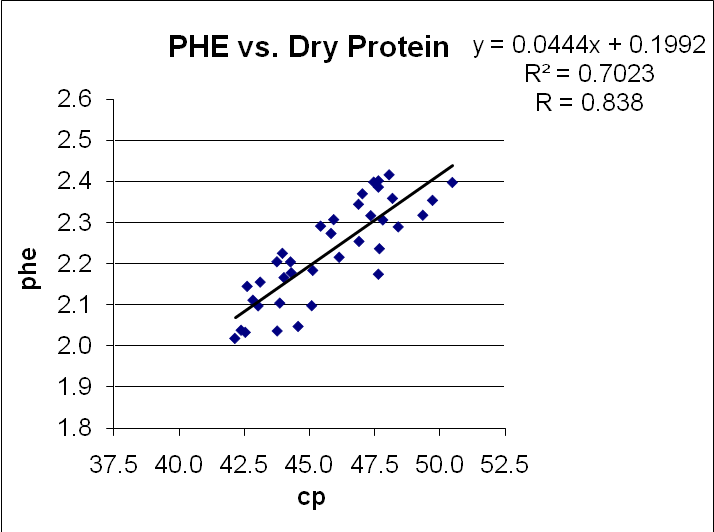 PHE vs. Dry Protein
y = 0.0444x + 0.1992
R² = 0.7023
R = 0.838
2.6
2.5
2.4
2.3
2.2
2.1
2.0
1.9
1.8
phe
37.5 40.0 42.5 45.0 47.5 50.0 52.5
cp